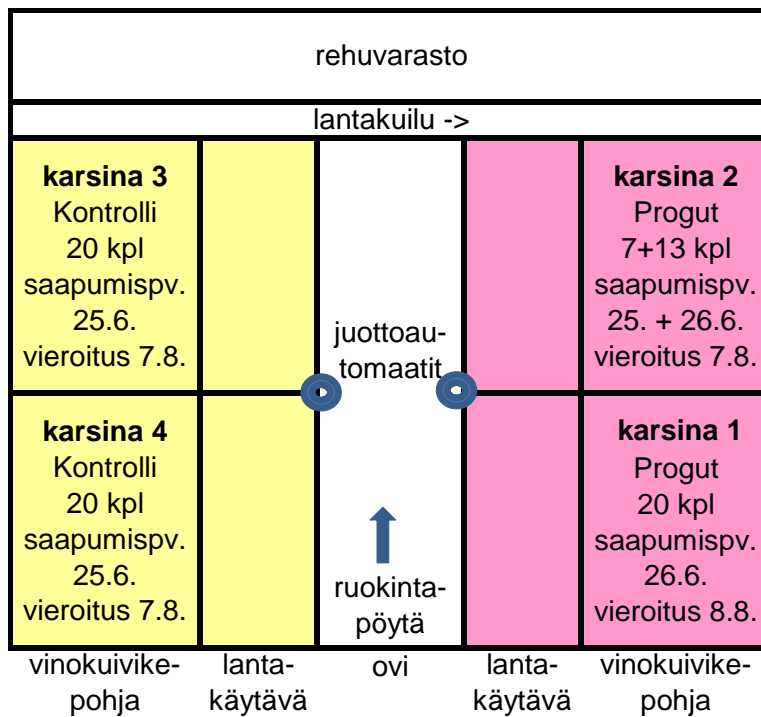 rehuvarasto
lantakuilu ->
karsina 3
Kontrolli
20 kpl
saapumispv.
25.6.
vieroitus 7.8.
karsina 2
Progut
7+13 kpl
saapumispv.
25. + 26.6.
vieroitus 7.8.
juottoau-
tomaatit
karsina 4
Kontrolli
20 kpl
saapumispv.
25.6.
vieroitus 7.8.
ruokinta-
pöytä
karsina 1
Progut
20 kpl
saapumispv.
26.6.
vieroitus 8.8.
vinokuivike-
pohja
lanta-
käytävä
ovi
lanta-
käytävä
vinokuivike-
pohja